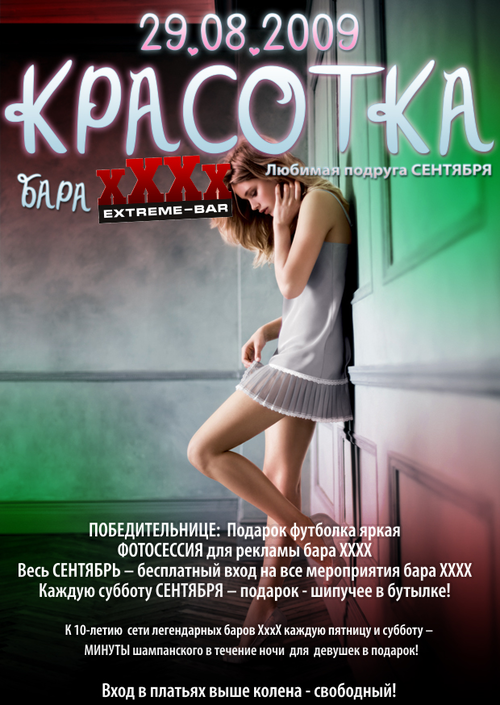 29.08.2009
КРАСОТКА
Любимая подруга СЕНТЯБРЯ
БАРА XXXX
EXTREME-BAR
ПОБЕДИТЕЛЬНИЦЕ: Подарок футболка яркая
ФОТОСЕССИЯ для рекламы бара ХХХХ
Весь СЕНТЯБРЬ – бесплатный вход на все мероприятия бара ХХХХ
Каждую субботу СЕНТЯБРЯ – подарок - шипучее в бутылке!
К 10-летию сети легендарных баров XxxX каждую пятницу и субботу –
МИНУТЫ шампанского в течение ночи для девушек в подарок!
Вход в платьях выше колена - свободный!